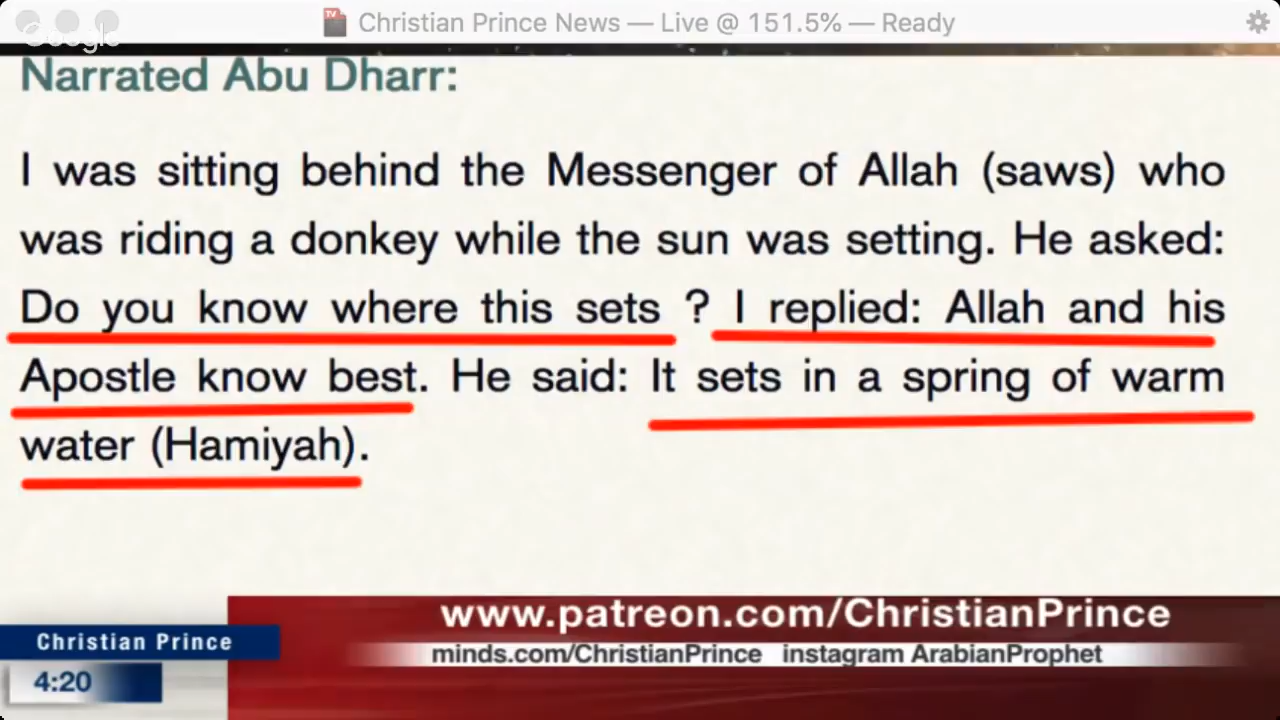 Christian Prince News — Live @ 151.5% — Ready
Google
Narrated Abu Dharr:
I was sitting behind the Messenger of Allah (saws) who
was riding a donkey while the sun was setting. He asked:
Do you know where this sets ? I replied: Allah and his
Apostle know best. He said: It sets in a spring of warm
water (Hamiyah).
www.patreon.com/ChristianPrince
Christian Prince
minds.com/ChristianPrince instagram ArabianProphet
4:20